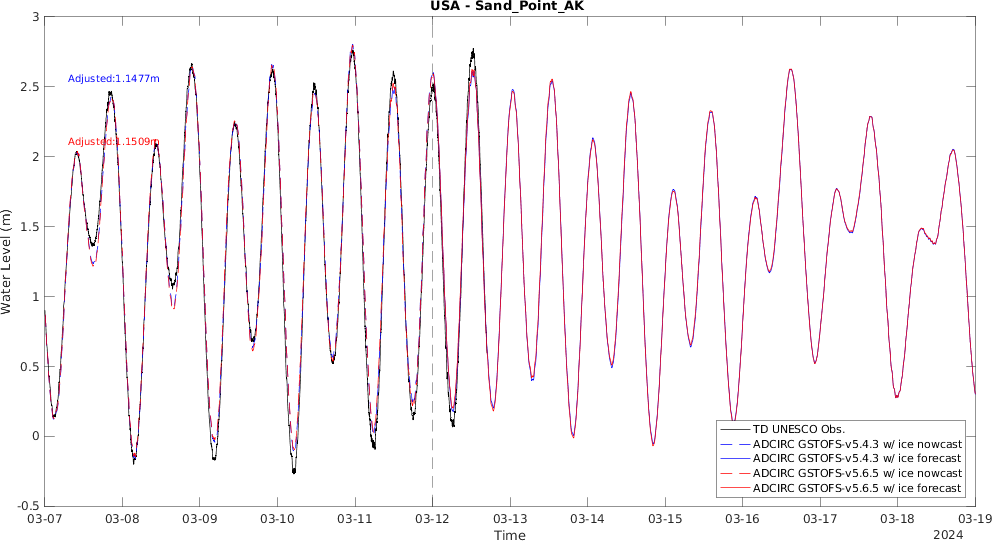 USA - Sand_Point_AK
3
2.5
2
1.5
1
0.5
0
-0.5
Water Level (m)
Adjusted:1.1477m
Adjusted:1.1509m
TD UNESCO Obs.
ADCIRC GSTOFS-v5.4.3 w/ ice nowcast
ADCIRC GSTOFS-v5.4.3 w/ ice forecast
ADCIRC GSTOFS-v5.6.5 w/ ice nowcast
ADCIRC GSTOFS-v5.6.5 w/ ice forecast
03-07 03-08 03-09 03-10 03-11 03-12 03-13 03-14 03-15 03-16 03-17 03-18 03-19
Time
2024